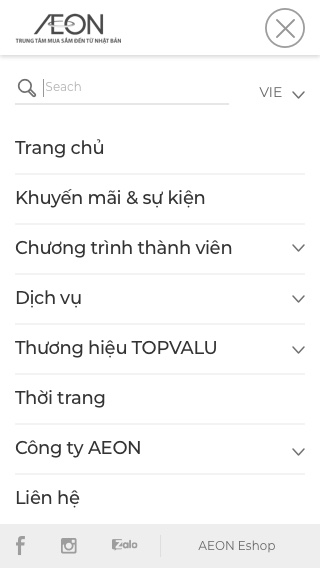 AEON
TRUNG TÂM MUA SẮM ĐẾN TỪ NHẬT BẢN
Seach
VIE
Trang chủ
Khuyến mãi & sự kiện
Chương trình thành viên
Dịch vụ
Thương hiệu TOPVALU
Thời trang
Công ty AEON
Liên hệ
Zalo
AEON Eshop